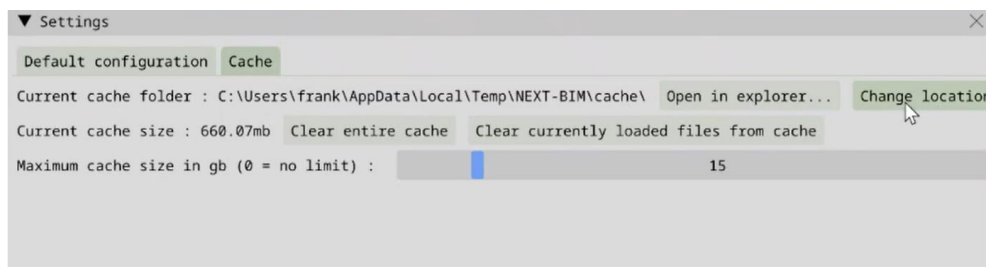 ▼ Settings
Default configuration Cache
Current cache folder : C:\Users\frank\AppData\Local\Temp\NEXT-BIM\cache\ Open in explorer... Change location
Current cache size : 660.07mb Clear entire cache Clear currently loaded files from cache
Maximum cache size in gb (0 = no limit) : 15